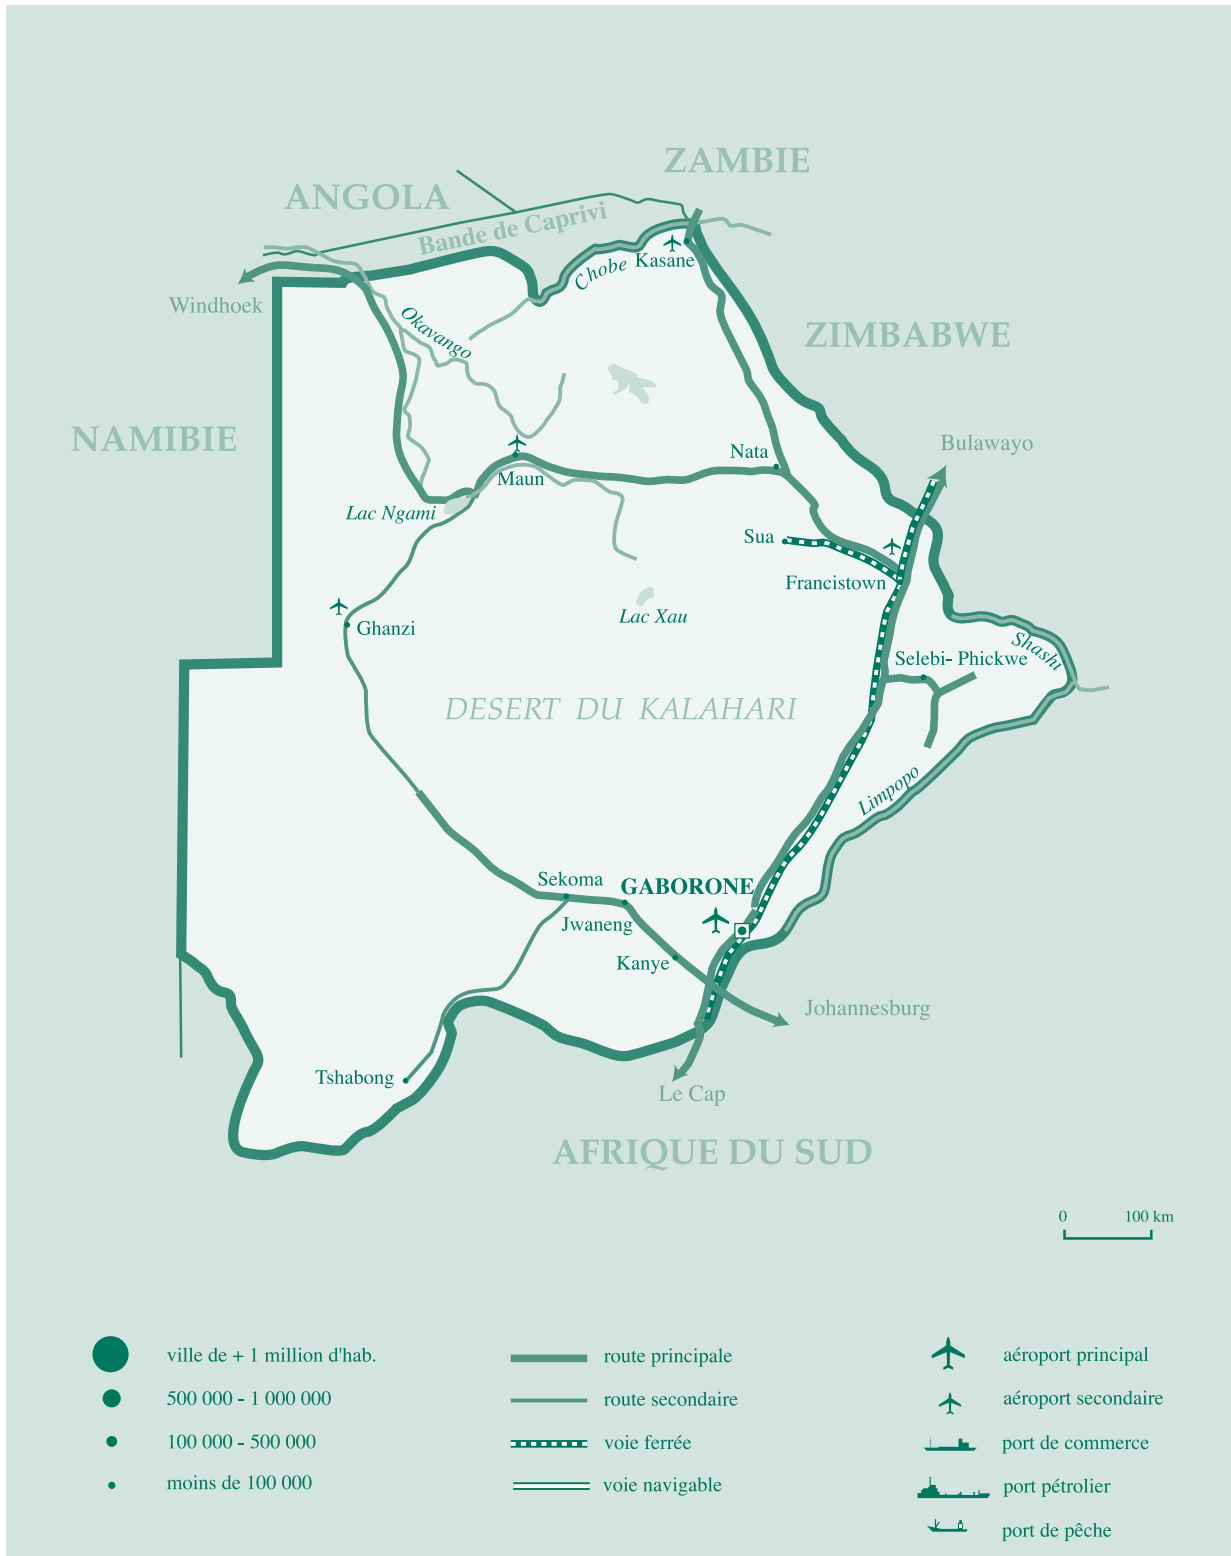 ZAMBIE
ANGOLA
Bande de Caprivi
Kasane
Chobe
Windhoek
Okavango
ZIMBABWE
NAMIBIE
Bulawayo
Nata
Maun
Lac Ngami
Sua
Francistown
Lac Xau
Ghanzi
Shashi
Selebi- Phickwe
DESERT DU KALAHARI
Limpopo
Sekoma
GABORONE
Jwaneng
Kanye
Johannesburg
Tshabong
Le Cap
AFRIQUE DU SUD
0 100 km
ville de + 1 million d'hab.
500 000 - 1 000 000
100 000 - 500 000
moins de 100 000
route principale
route secondaire
voie ferrée
voie navigable
aéroport principal
aéroport secondaire
port de commerce
port pétrolier
port de pêche